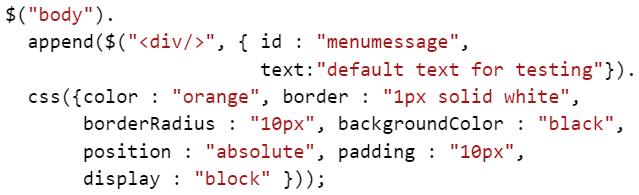 $("body").
append($("<div/>", { id : "menumessage",
text:"default text for testing"}).
css({color : "orange", border : "1px solid white",
borderRadius : "10px", backgroundColor : "black",
position : "absolute", padding : "10px",
display : "block" }));